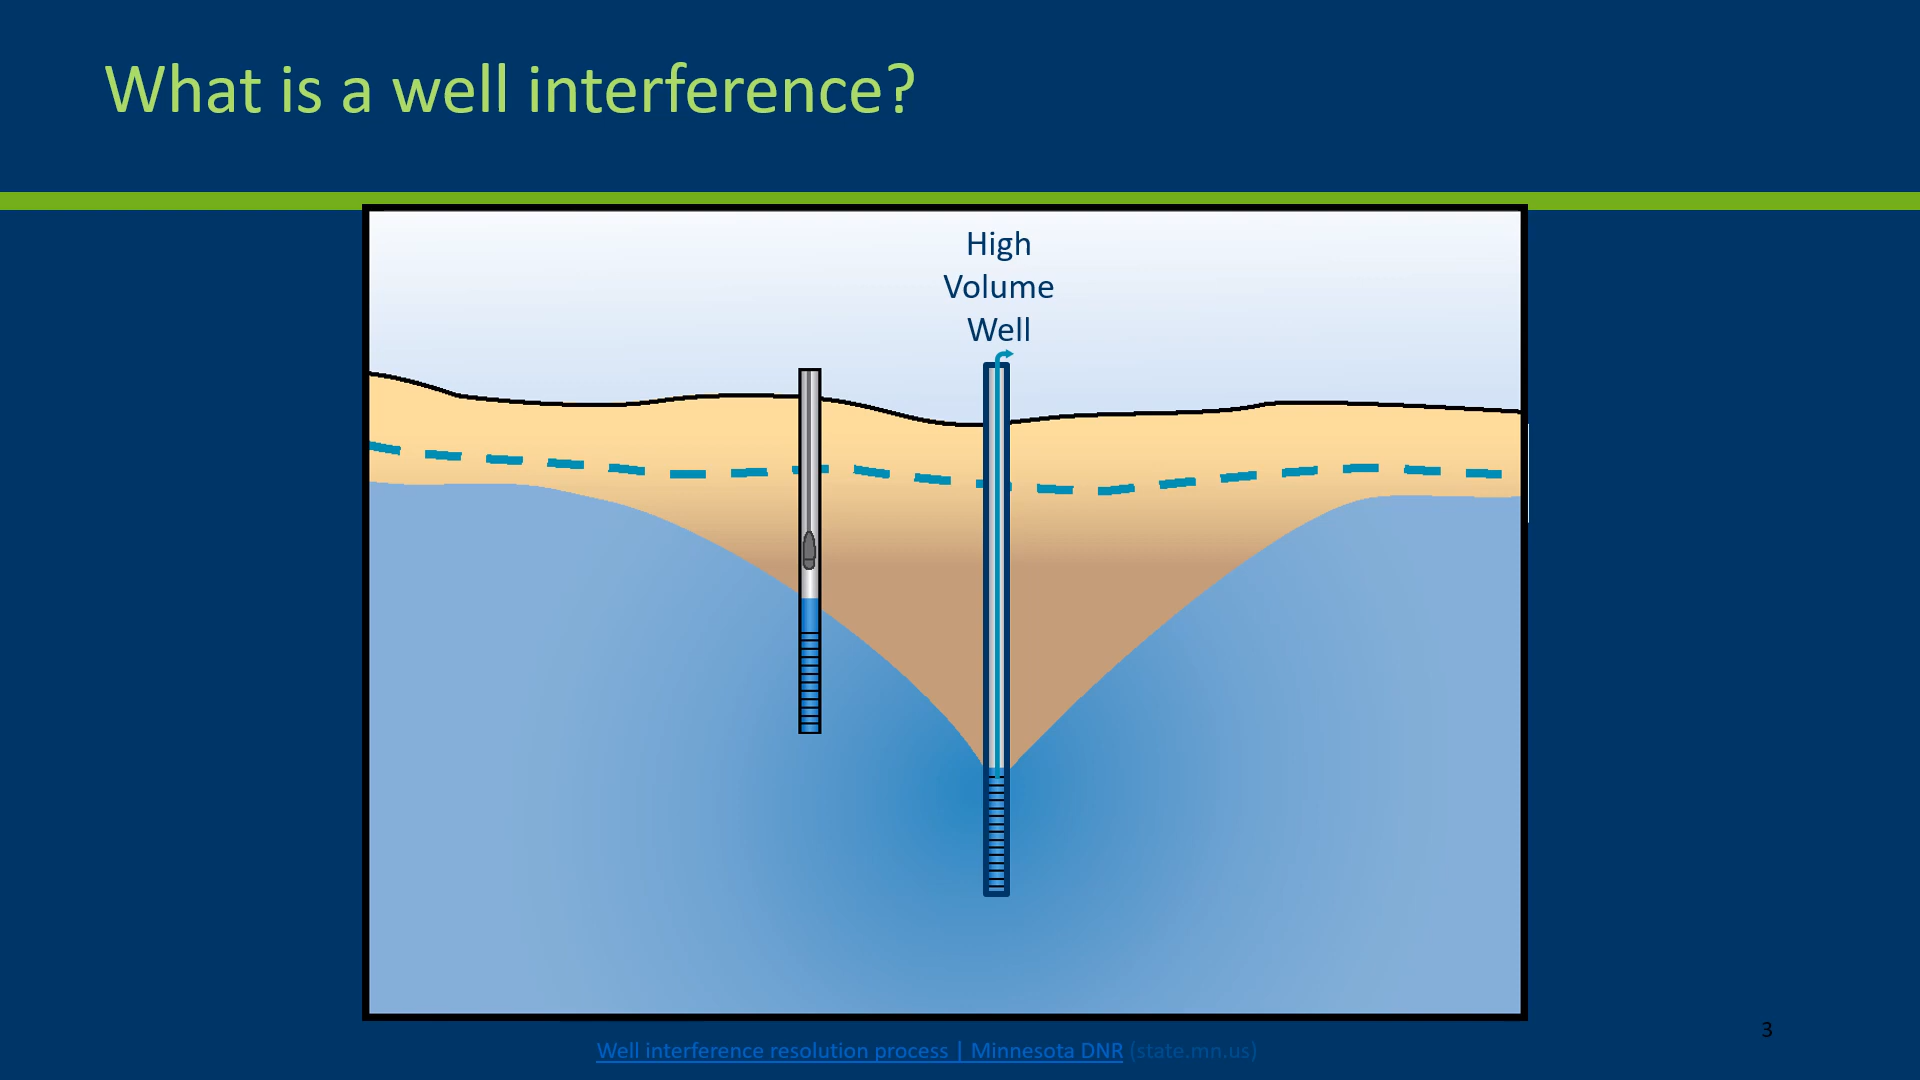 What is a well interference?
High
Volume
Well
Well interference resolution process | Minnesota DNR (state.mn.us)
3